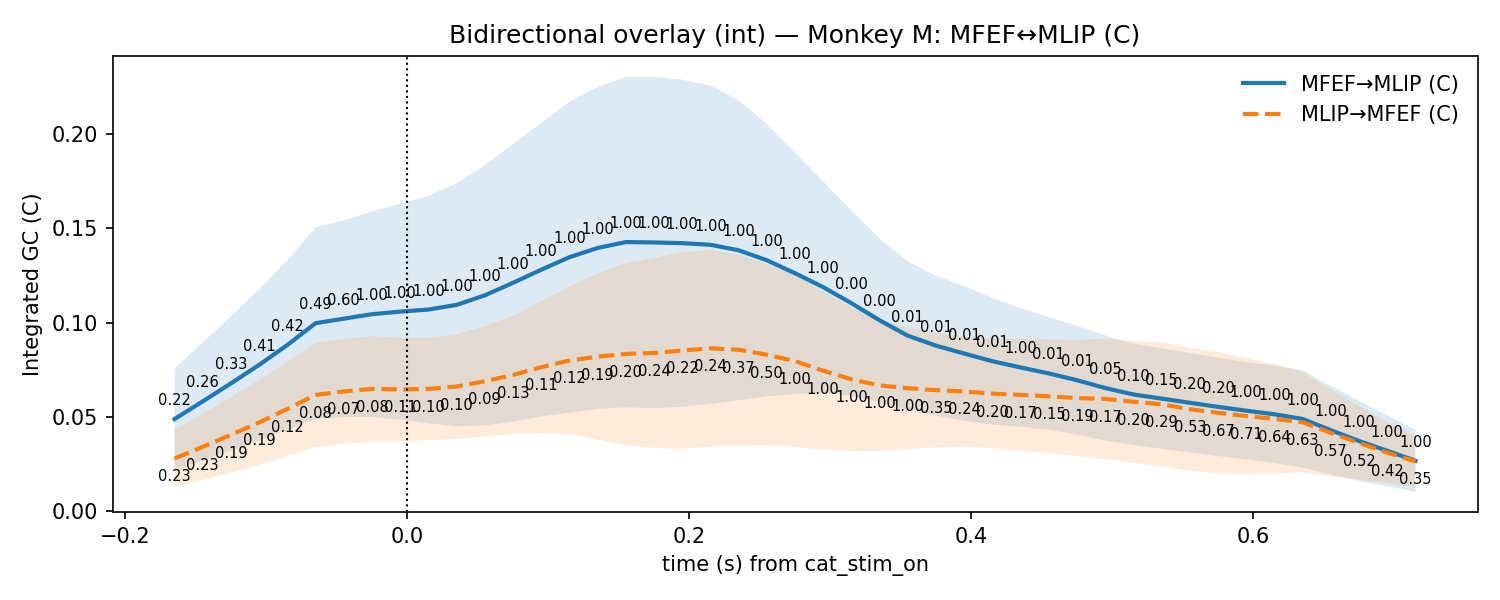 Bidirectional overlay (int) — Monkey M: MFEF↔MLIP (C)
MFEF→MLIP (C)
MLIP→MFEF (C)
Integrated GC (C)
0.20
0.15
0.10
0.05
0.00
0.22 0.26 0.33 0.41 0.42 0.49 0.60 1.00 1.00 1.00 1.00 1.00 1.00 1.00 1.00 1.00 1.00 1.00 1.00 1.00 1.00 1.00 1.00 1.00 0.00 0.00 0.01 0.01 0.01 0.01 1.00 0.01 0.01 0.05 0.10 0.15 0.20 0.20 1.00 1.00 1.00 1.00 1.00 1.00
0.23 0.23 0.19 0.19 0.12 0.08 0.07 0.08 0.10 0.10 0.09 0.13 0.11 0.12 0.19 0.20 0.24 0.22 0.24 0.37 0.50 1.00 1.00 1.00 1.00 1.00 0.35 0.24 0.20 0.17 0.15 0.19 0.17 0.20 0.29 0.53 0.67 0.71 0.64 0.63 0.57 0.52 0.42 0.35
−0.2 0.0 0.2 0.4 0.6
time (s) from cat_stim_on